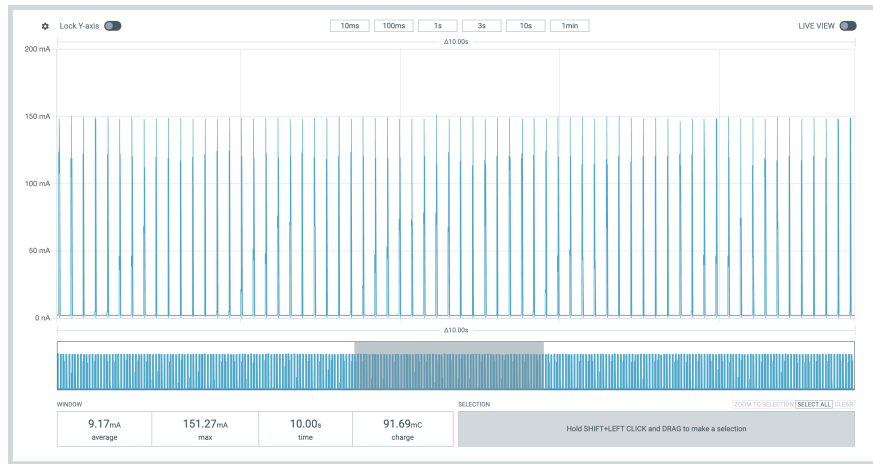 Lock Y-axis
10ms 100ms 1s 3s 10s 1min
LIVE VIEW
Δ10.00s
200 mA
150 mA
100 mA
50 mA
0 nA
Δ10.00s
WINDOW
9.17mA average
151.27mA max
10.00s time
91.69mC charge
SELECTION
ZOOM TO SELECTION SELECT ALL CLEAR
Hold SHIFT+LEFT CLICK and DRAG to make a selection